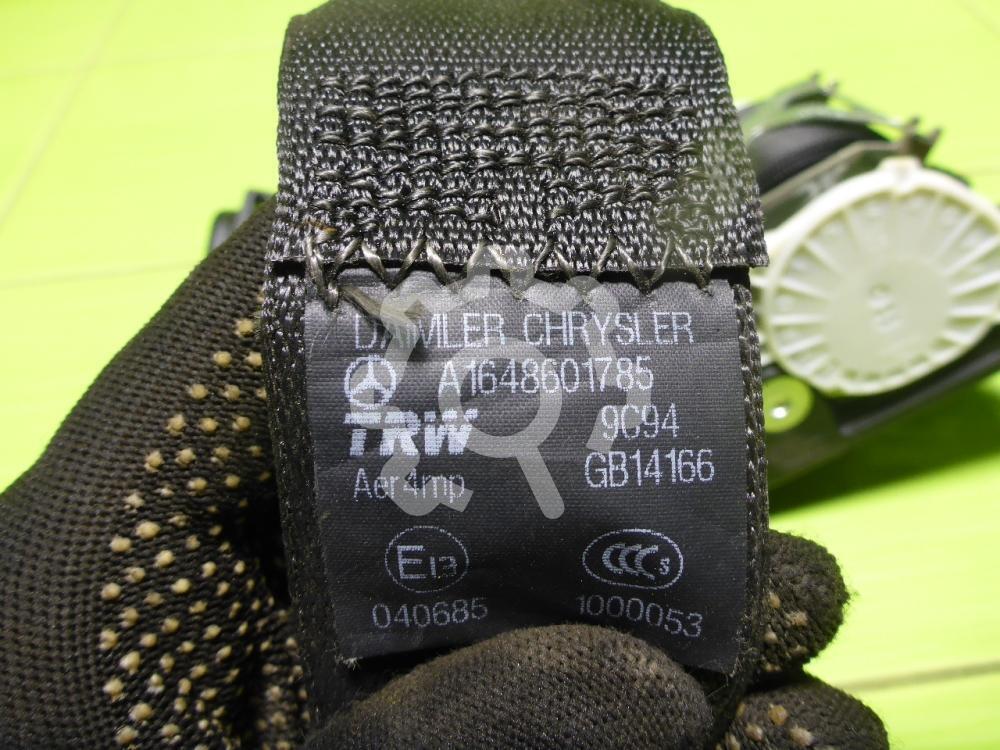 DAIMLER CHRYSLER
A1648601785
TRW 9C94
Aer4mp GB14166
E13 CCC S
040685 1000053